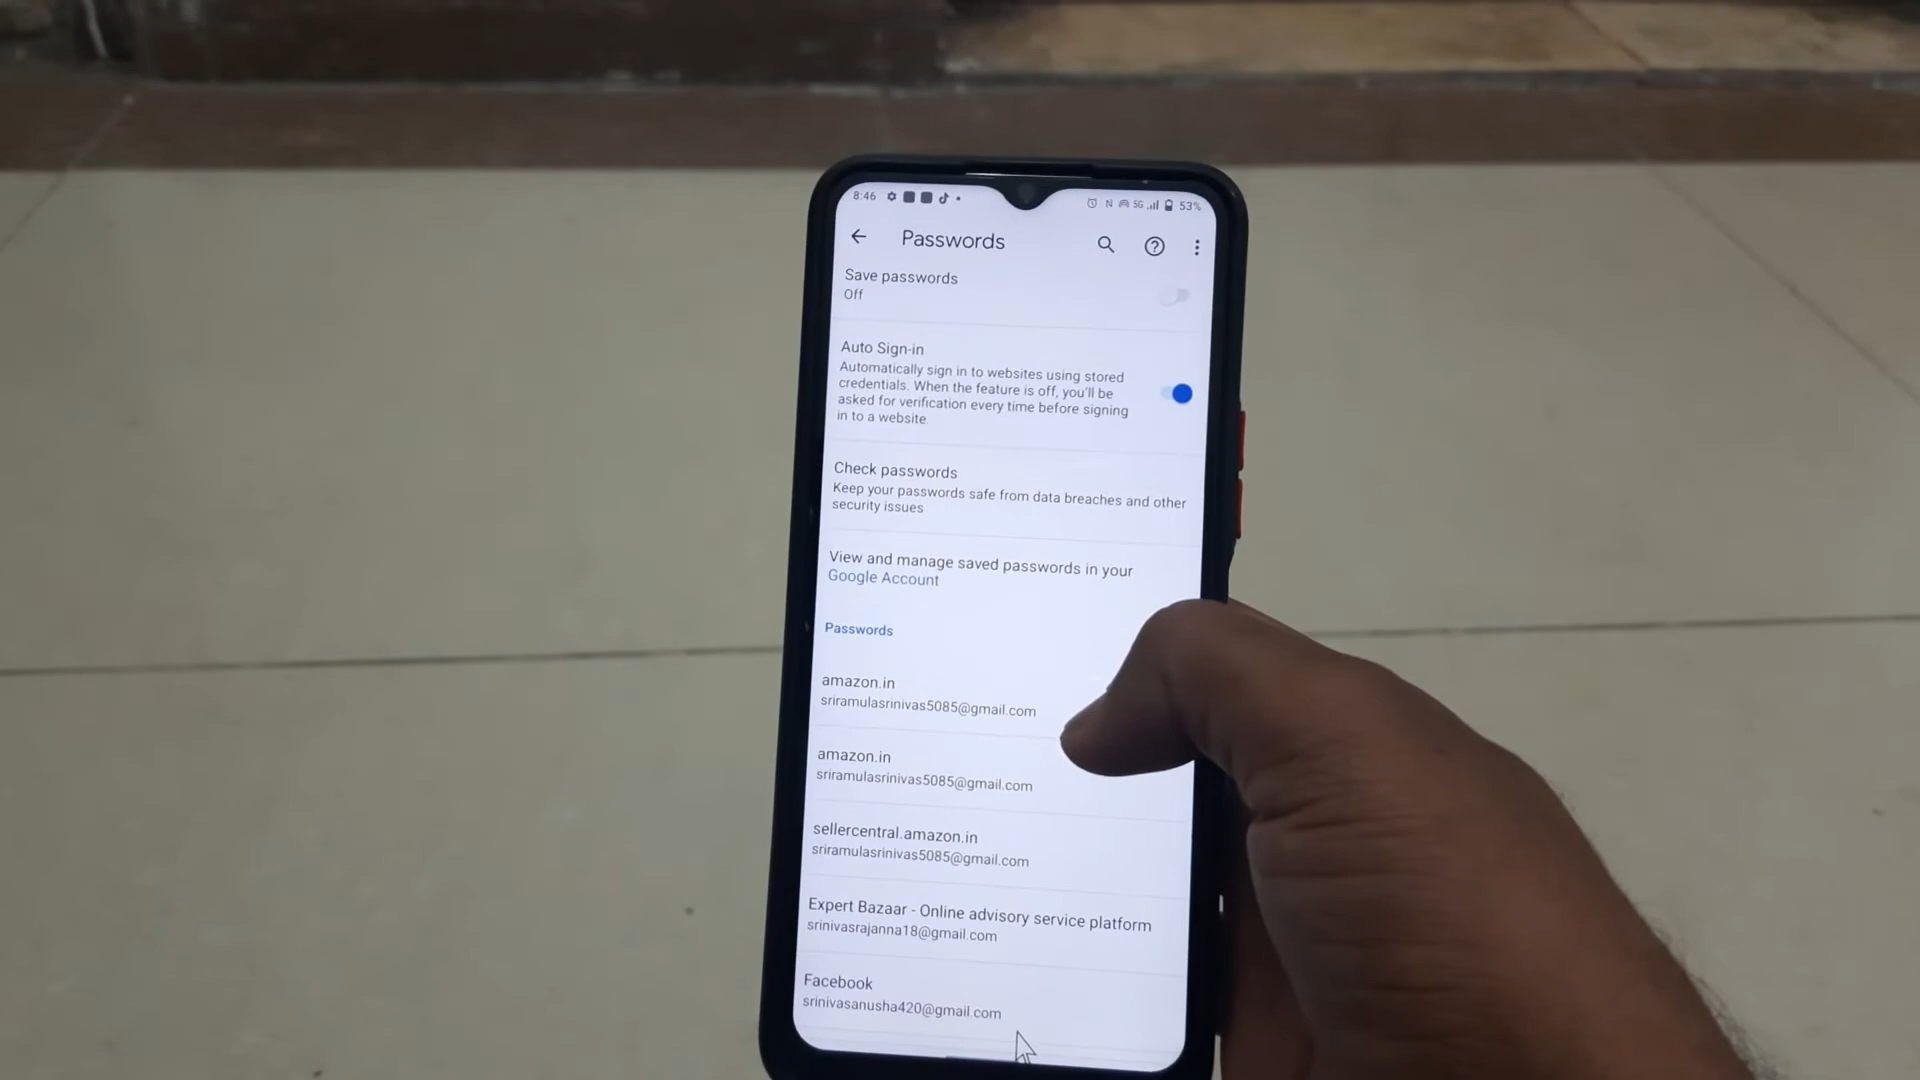 8:46 N 5G 53%
Passwords
Save passwords
Off
Auto Sign-in
Automatically sign in to websites using stored
credentials. When the feature is off, you'll be
asked for verification every time before signing
in to a website.
Check passwords
Keep your passwords safe from data breaches and other
security issues
View and manage saved passwords in your
Google Account
Passwords
amazon.in
sriramulasrinivas5085@gmail.com
amazon.in
sriramulasrinivas5085@gmail.com
sellercentral.amazon.in
sriramulasrinivas5085@gmail.com
Expert Bazaar - Online advisory service platform
srinivasrajanna18@gmail.com
Facebook
srinivasanusha420@gmail.com